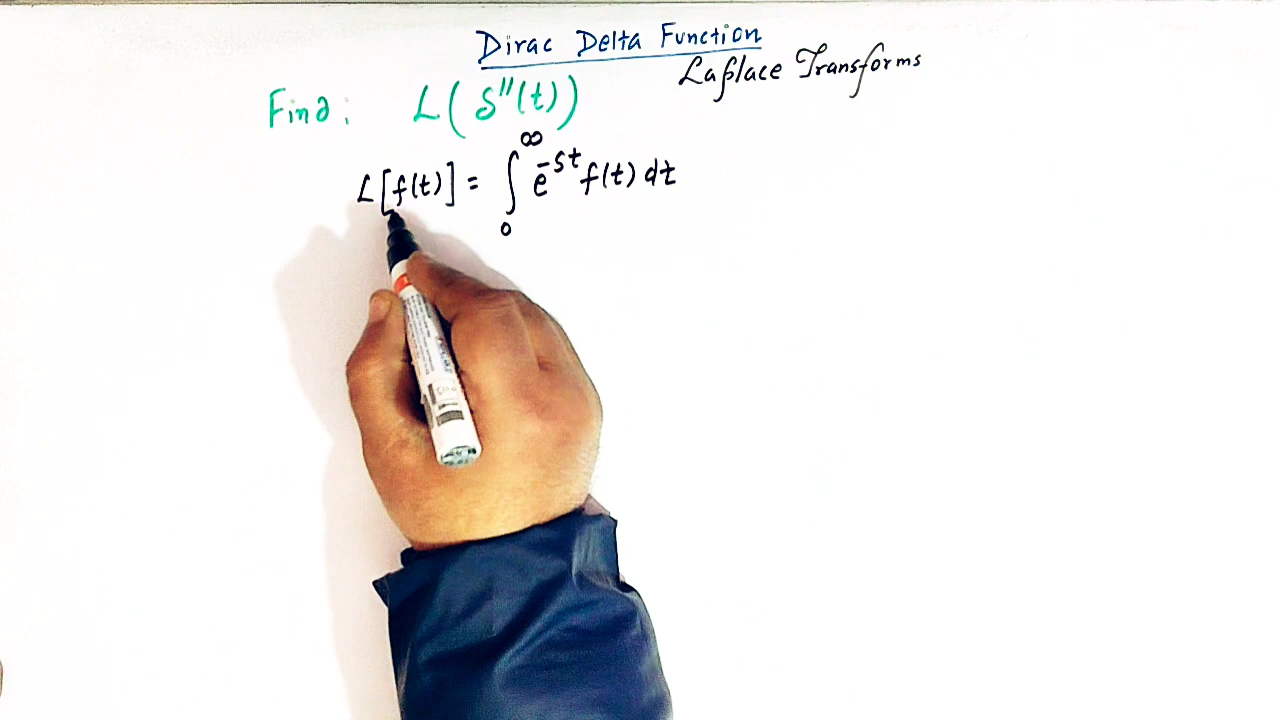 Dirac Delta Function
Laplace Transforms
Find: L(δ''(t))
L[f(t)] = ∫₀^∞ e^-st f(t) dt